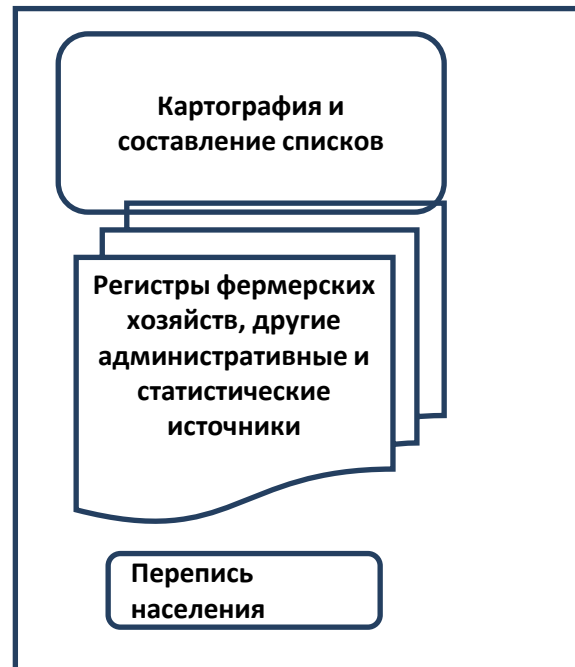 Картография и
составление списков
Регистры фермерских
хозяйств, другие
административные и
статистические
источники
Перепись
населения